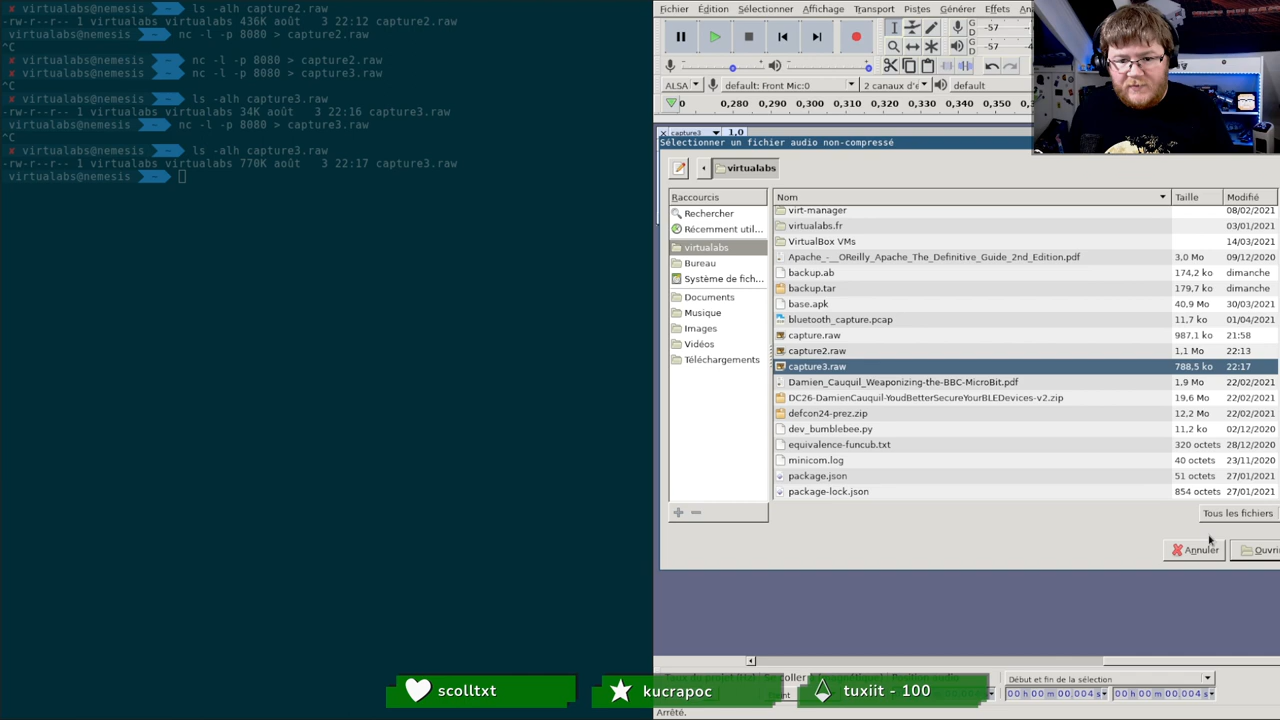 ✘ virtualabs@nemesis ~ ls -alh capture2.raw
-rw-r--r-- 1 virtualabs virtualabs 436K août 3 22:12 capture2.raw
virtualabs@nemesis ~ nc -l -p 8080 > capture2.raw
^C
✘ virtualabs@nemesis ~ nc -l -p 8080 > capture2.raw
✘ virtualabs@nemesis ~ nc -l -p 8080 > capture3.raw
^C
✘ virtualabs@nemesis ~ ls -alh capture3.raw
-rw-r--r-- 1 virtualabs virtualabs 34K août 3 22:16 capture3.raw
virtualabs@nemesis ~ nc -l -p 8080 > capture3.raw
^C
✘ virtualabs@nemesis ~ ls -alh capture3.raw
-rw-r--r-- 1 virtualabs virtualabs 770K août 3 22:17 capture3.raw
virtualabs@nemesis ~
Fichier Édition Sélectionner Affichage Transport Pistes Générer Effets
G -57
D
G -57
D
ALSA default: Front Mic:0 2 canaux d'e default
0 0,280 0,290 0,300 0,310 0,320 0,330 0,340 0,350
capture3 1,0
Sélectionner un fichier audio non-compressé
virtualabs
Raccourcis
Rechercher
Récemment util...
virtualabs
Bureau
Système de fich...
Documents
Musique
Images
Vidéos
Téléchargements
Nom Taille Modifié
virt-manager 08/02/2021
virtualabs.fr 03/01/2021
VirtualBox VMs 14/03/2021
Apache_-__OReilly_Apache_The_Definitive_Guide_2nd_Edition.pdf 3,0 Mo 09/12/2020
backup.ab 174,2 ko dimanche
backup.tar 179,7 ko dimanche
base.apk 40,9 Mo 30/03/2021
bluetooth_capture.pcap 11,7 ko 01/04/2021
capture.raw 987,1 ko 21:58
capture2.raw 1,1 Mo 22:13
capture3.raw 788,5 ko 22:17
Damien_Cauquil_Weaponizing-the-BBC-MicroBit.pdf 1,9 Mo 22/02/2021
DC26-DamienCauquil-YoudBetterSecureYourBLEDevices-v2.zip 19,6 Mo 22/02/2021
defcon24-prez.zip 12,2 Mo 22/02/2021
dev_bumblebee.py 11,2 ko 02/12/2020
equivalence-funcub.txt 320 octets 28/12/2020
minicom.log 40 octets 23/11/2020
package.json 51 octets 27/01/2021
package-lock.json 854 octets 27/01/2021
Tous les fichiers
Annuler Ouvri
Début et fin de la sélection
00 h 00 m 00,004 s 00 h 00 m 00,004 s
Arrêté.
scolltxt
kucrapoc
tuxiit - 100